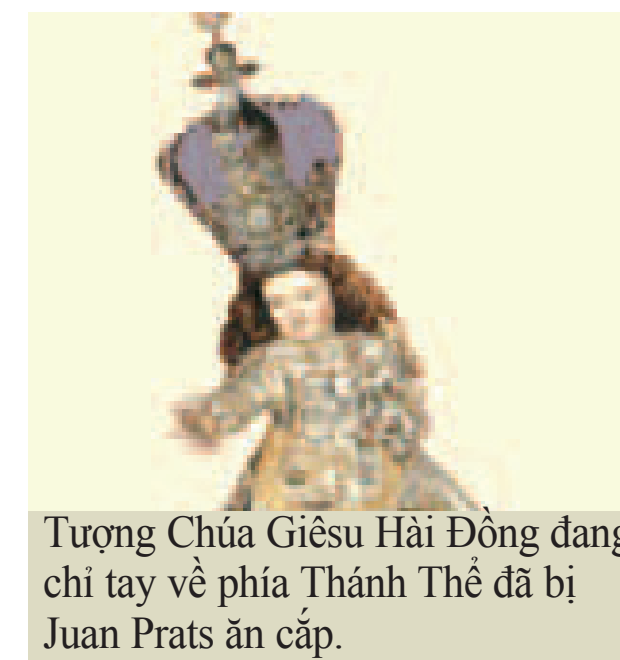 Tượng Chúa Giêsu Hài Đồng đang
chỉ tay về phía Thánh Thể đã bị
Juan Prats ăn cắp.